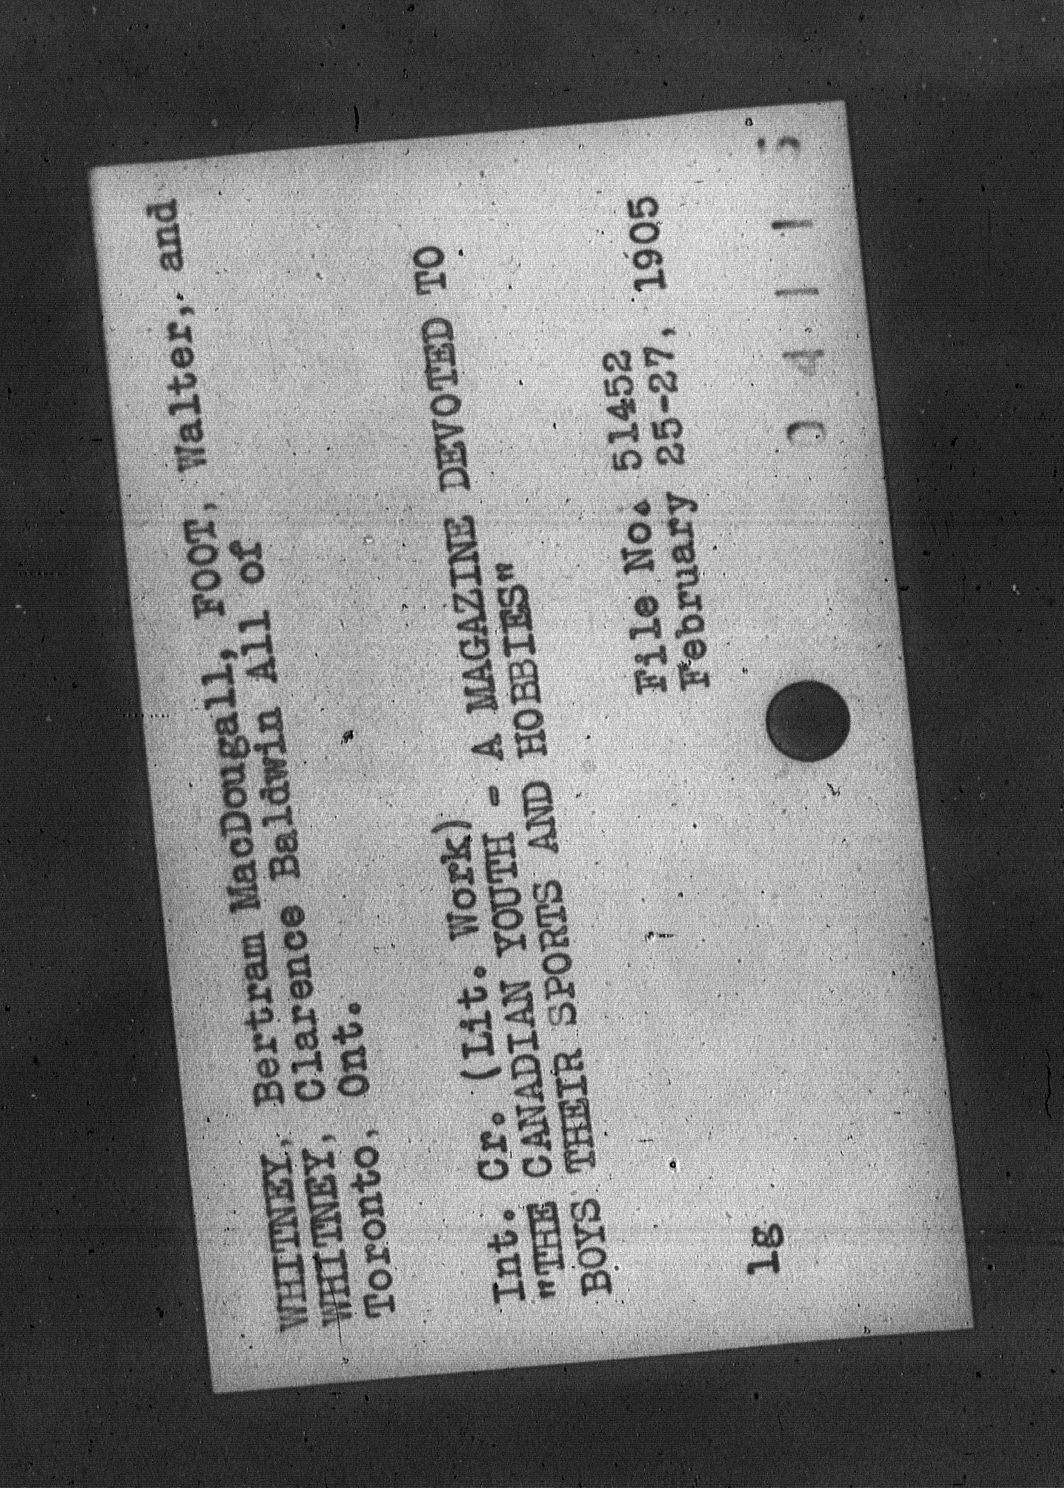 WHITNEY, Bertram MacDougall, FOOT, Walter, and
WHITNEY, Clarence Baldwin All of
Toronto, Ont.
Int. Cr. (Lit. Work)
"THE CANADIAN YOUTH - A MAGAZINE DEVOTED TO
BOYS THEIR SPORTS AND HOBBIES"
File No. 51452
February 25-27, 1905
lg
0411